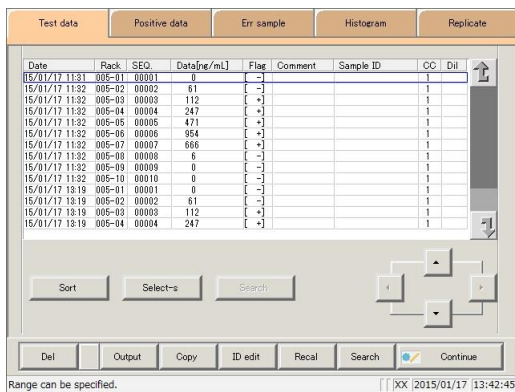 Test data Positive data Err sample Histogram Replicate
Date Rack SEQ. Data[ng/mL] Flag Comment Sample ID CC Dil
15/01/17 11:31 005-01 00001 0 [ -] 1
15/01/17 11:32 005-02 00002 61 [ -] 1
15/01/17 11:32 005-03 00003 112 [ +] 1
15/01/17 11:32 005-04 00004 247 [ +] 1
15/01/17 11:32 005-05 00005 471 [ +] 1
15/01/17 11:32 005-06 00006 954 [ +] 1
15/01/17 11:32 005-07 00007 666 [ +] 1
15/01/17 11:32 005-08 00008 6 [ -] 1
15/01/17 11:32 005-09 00009 0 [ -] 1
15/01/17 11:32 005-10 00010 0 [ -] 1
15/01/17 13:19 005-01 00001 0 [ -] 1
15/01/17 13:19 005-02 00002 61 [ -] 1
15/01/17 13:19 005-03 00003 112 [ +] 1
15/01/17 13:19 005-04 00004 247 [ +] 1
Sort Select-s Search
Del Output Copy ID edit Recal Search Continue
Range can be specified. XX 2015/01/17 13:42:45